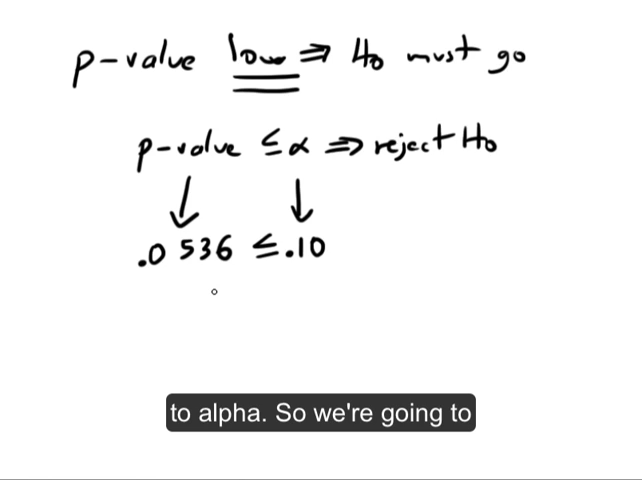 p-value low ⇒ H₀ must go
p-value ≤ α ⇒ reject H₀
↓ ↓
.0536 ≤ .10
to alpha. So we're going to